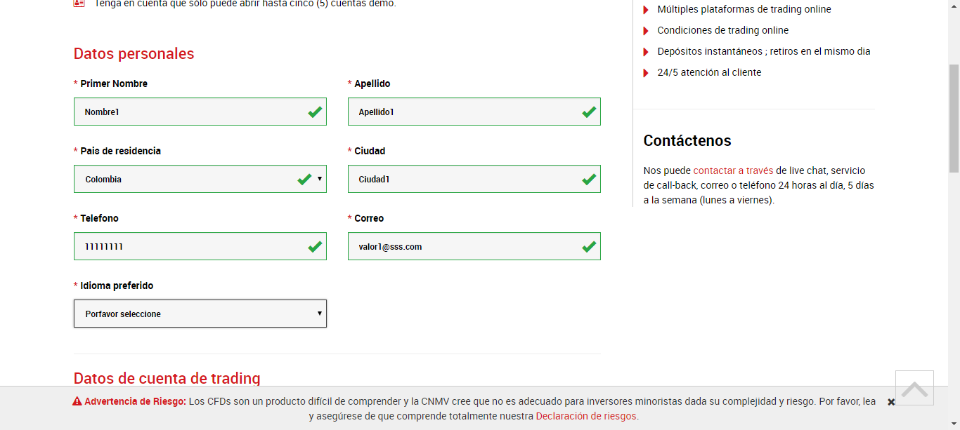 Tenga en cuenta que sólo puede abrir hasta cinco (5) cuentas demo.
Datos personales
* Primer Nombre
* Apellido
Nombre1
Apellido1
* Pais de residencia
* Ciudad
Colombia
Ciudad1
* Telefono
* Correo
11111111
valor1@sss.com
* Idioma preferido
Porfavor seleccione
Datos de cuenta de trading
Múltiples plataformas de trading online
Condiciones de trading online
Depósitos instantáneos ; retiros en el mismo dia
24/5 atención al cliente
Contáctenos
Nos puede contactar a través de live chat, servicio
de call-back, correo o teléfono 24 horas al día, 5 días
a la semana (lunes a viernes).
Advertencia de Riesgo: Los CFDs son un producto difícil de comprender y la CNMV cree que no es adecuado para inversores minoristas dada su complejidad y riesgo. Por favor, lea
y asegúrese de que comprende totalmente nuestra Declaración de riesgos.